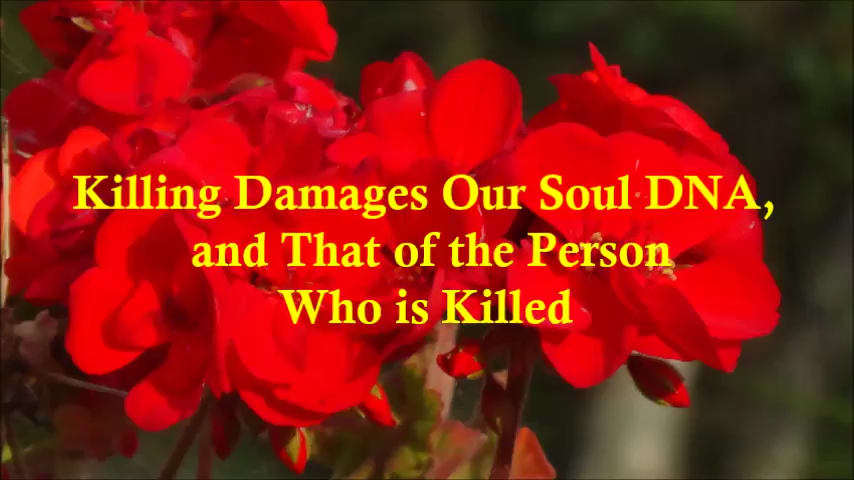 Killing Damages Our Soul DNA,
and That of the Person
Who is Killed